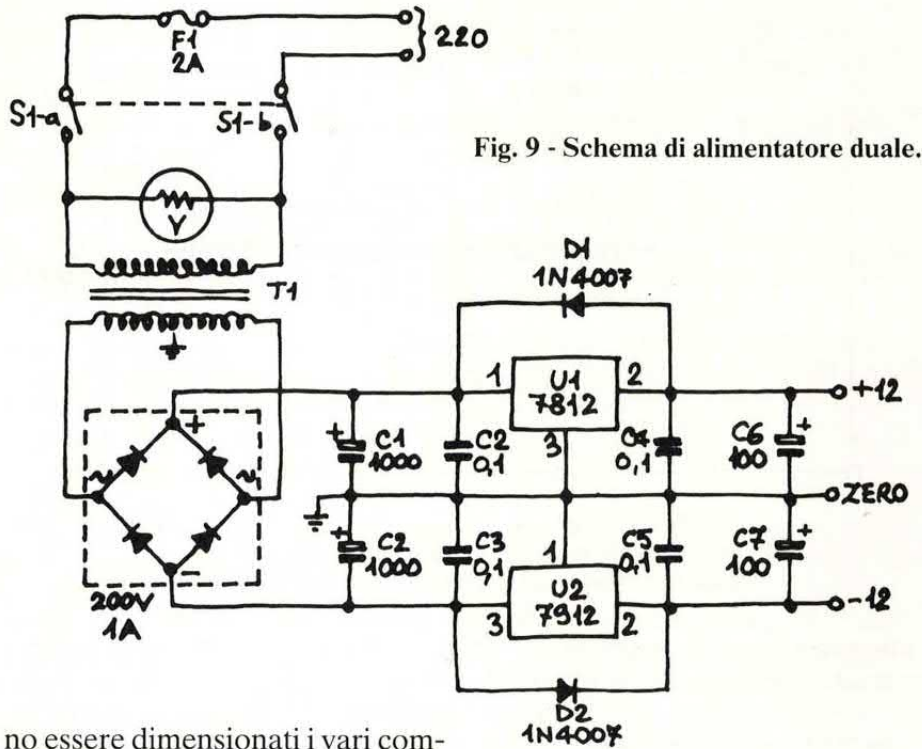 F1
2A
220
S1-a
S1-b
V
Fig. 9 - Schema di alimentatore duale.
T1
D1
1N4007
1
U1
7812
2
3
+12
+
~
~
-
200V
1A
+
C1
1000
C2
0,1
C4
0,1
+
C6
100
ZERO
+
C2
1000
C3
0,1
1
U2
7912
3
2
C5
0,1
+
C7
100
-12
D2
1N4007
no essere dimensionati i vari com-